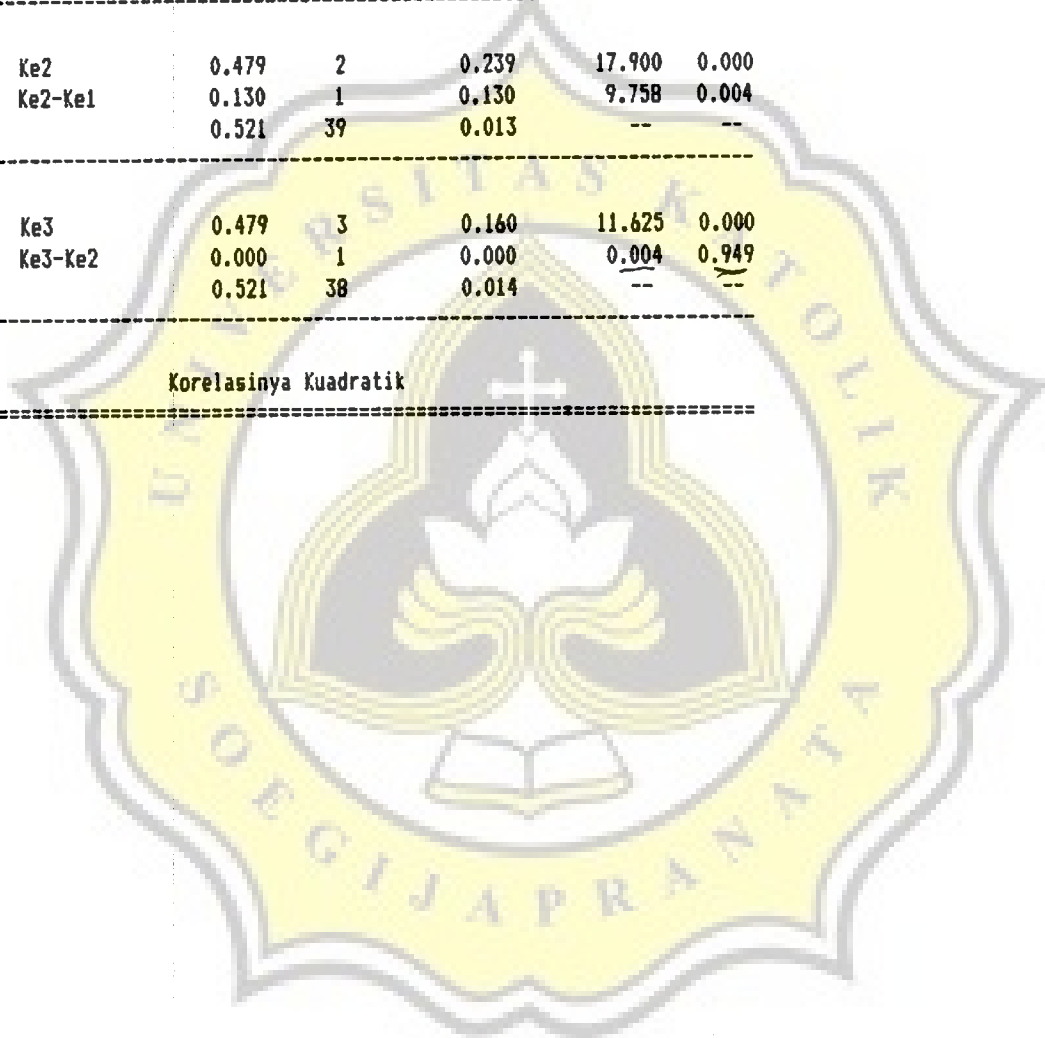 Ke2 0.479 2 0.239 17.900 0.000
Ke2-Ke1 0.130 1 0.130 9.758 0.004
0.521 39 0.013 -- --
Ke3 0.479 3 0.160 11.625 0.000
Ke3-Ke2 0.000 1 0.000 0.004 0.949
0.521 38 0.014 -- --
Korelasinya Kuadratik
UNIVERSITAS KATOLIK
SOEGIJAPRANATA